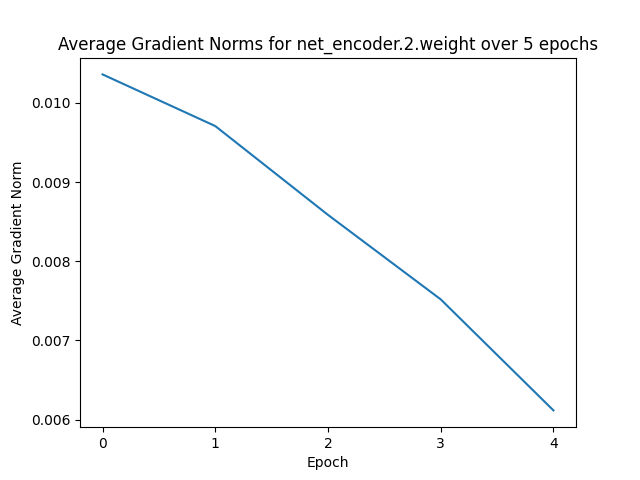 Average Gradient Norms for net_encoder.2.weight over 5 epochs
Average Gradient Norm
0.010
0.009
0.008
0.007
0.006
0 1 2 3 4
Epoch